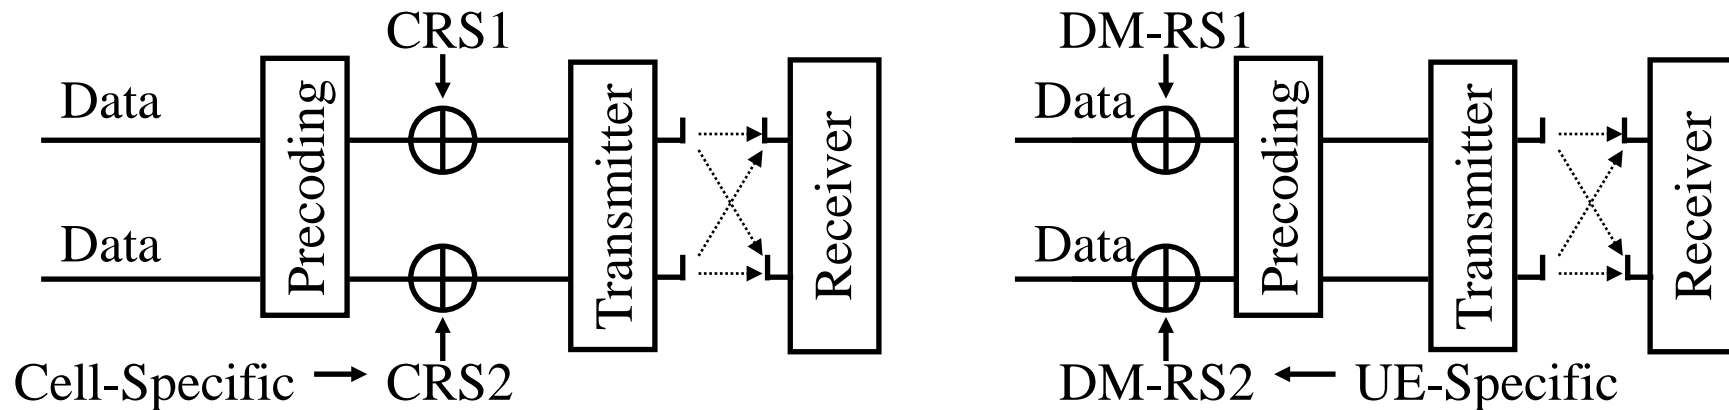 CRS1
Data
Data
Precoding
Transmitter
Receiver
Cell-Specific
CRS2
DM-RS1
Data
Data
Precoding
Transmitter
Receiver
DM-RS2
UE-Specific